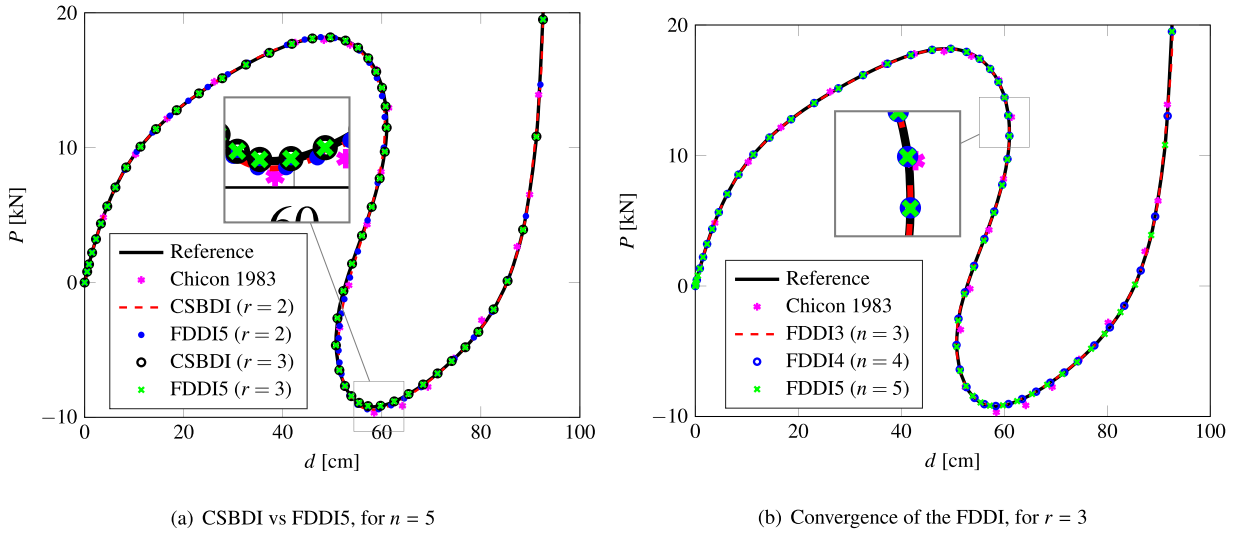 20
10
0
−10
0
20
40
60
80
100
P [kN]
d [cm]
60
Reference
Chicon 1983
CSBDI (r = 2)
FDDI5 (r = 2)
CSBDI (r = 3)
FDDI5 (r = 3)
(a) CSBDI vs FDDI5, for n = 5
20
10
0
−10
0
20
40
60
80
100
P [kN]
d [cm]
Reference
Chicon 1983
FDDI3 (n = 3)
FDDI4 (n = 4)
FDDI5 (n = 5)
(b) Convergence of the FDDI, for r = 3